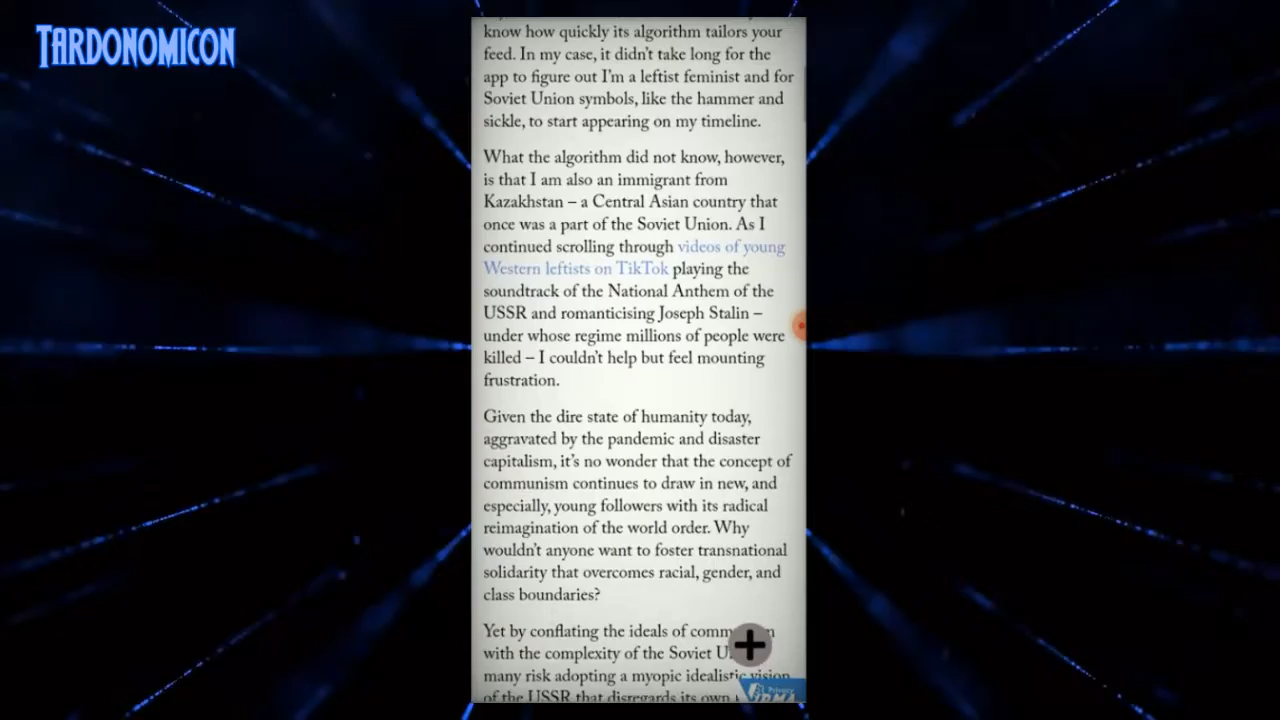 TARDONOMICON
know how quickly its algorithm tailors your
feed. In my case, it didn't take long for the
app to figure out I'm a leftist feminist and for
Soviet Union symbols, like the hammer and
sickle, to start appearing on my timeline.
What the algorithm did not know, however,
is that I am also an immigrant from
Kazakhstan – a Central Asian country that
once was a part of the Soviet Union. As I
continued scrolling through videos of young
Western leftists on TikTok playing the
soundtrack of the National Anthem of the
USSR and romanticising Joseph Stalin –
under whose regime millions of people were
killed – I couldn't help but feel mounting
frustration.
Given the dire state of humanity today,
aggravated by the pandemic and disaster
capitalism, it's no wonder that the concept of
communism continues to draw in new, and
especially, young followers with its radical
reimagination of the world order. Why
wouldn't anyone want to foster transnational
solidarity that overcomes racial, gender, and
class boundaries?
Yet by conflating the ideals of
with the complexity of the Soviet
many risk adopting a myopic idealistic vision
of the USSR that disregards its own
Privacy